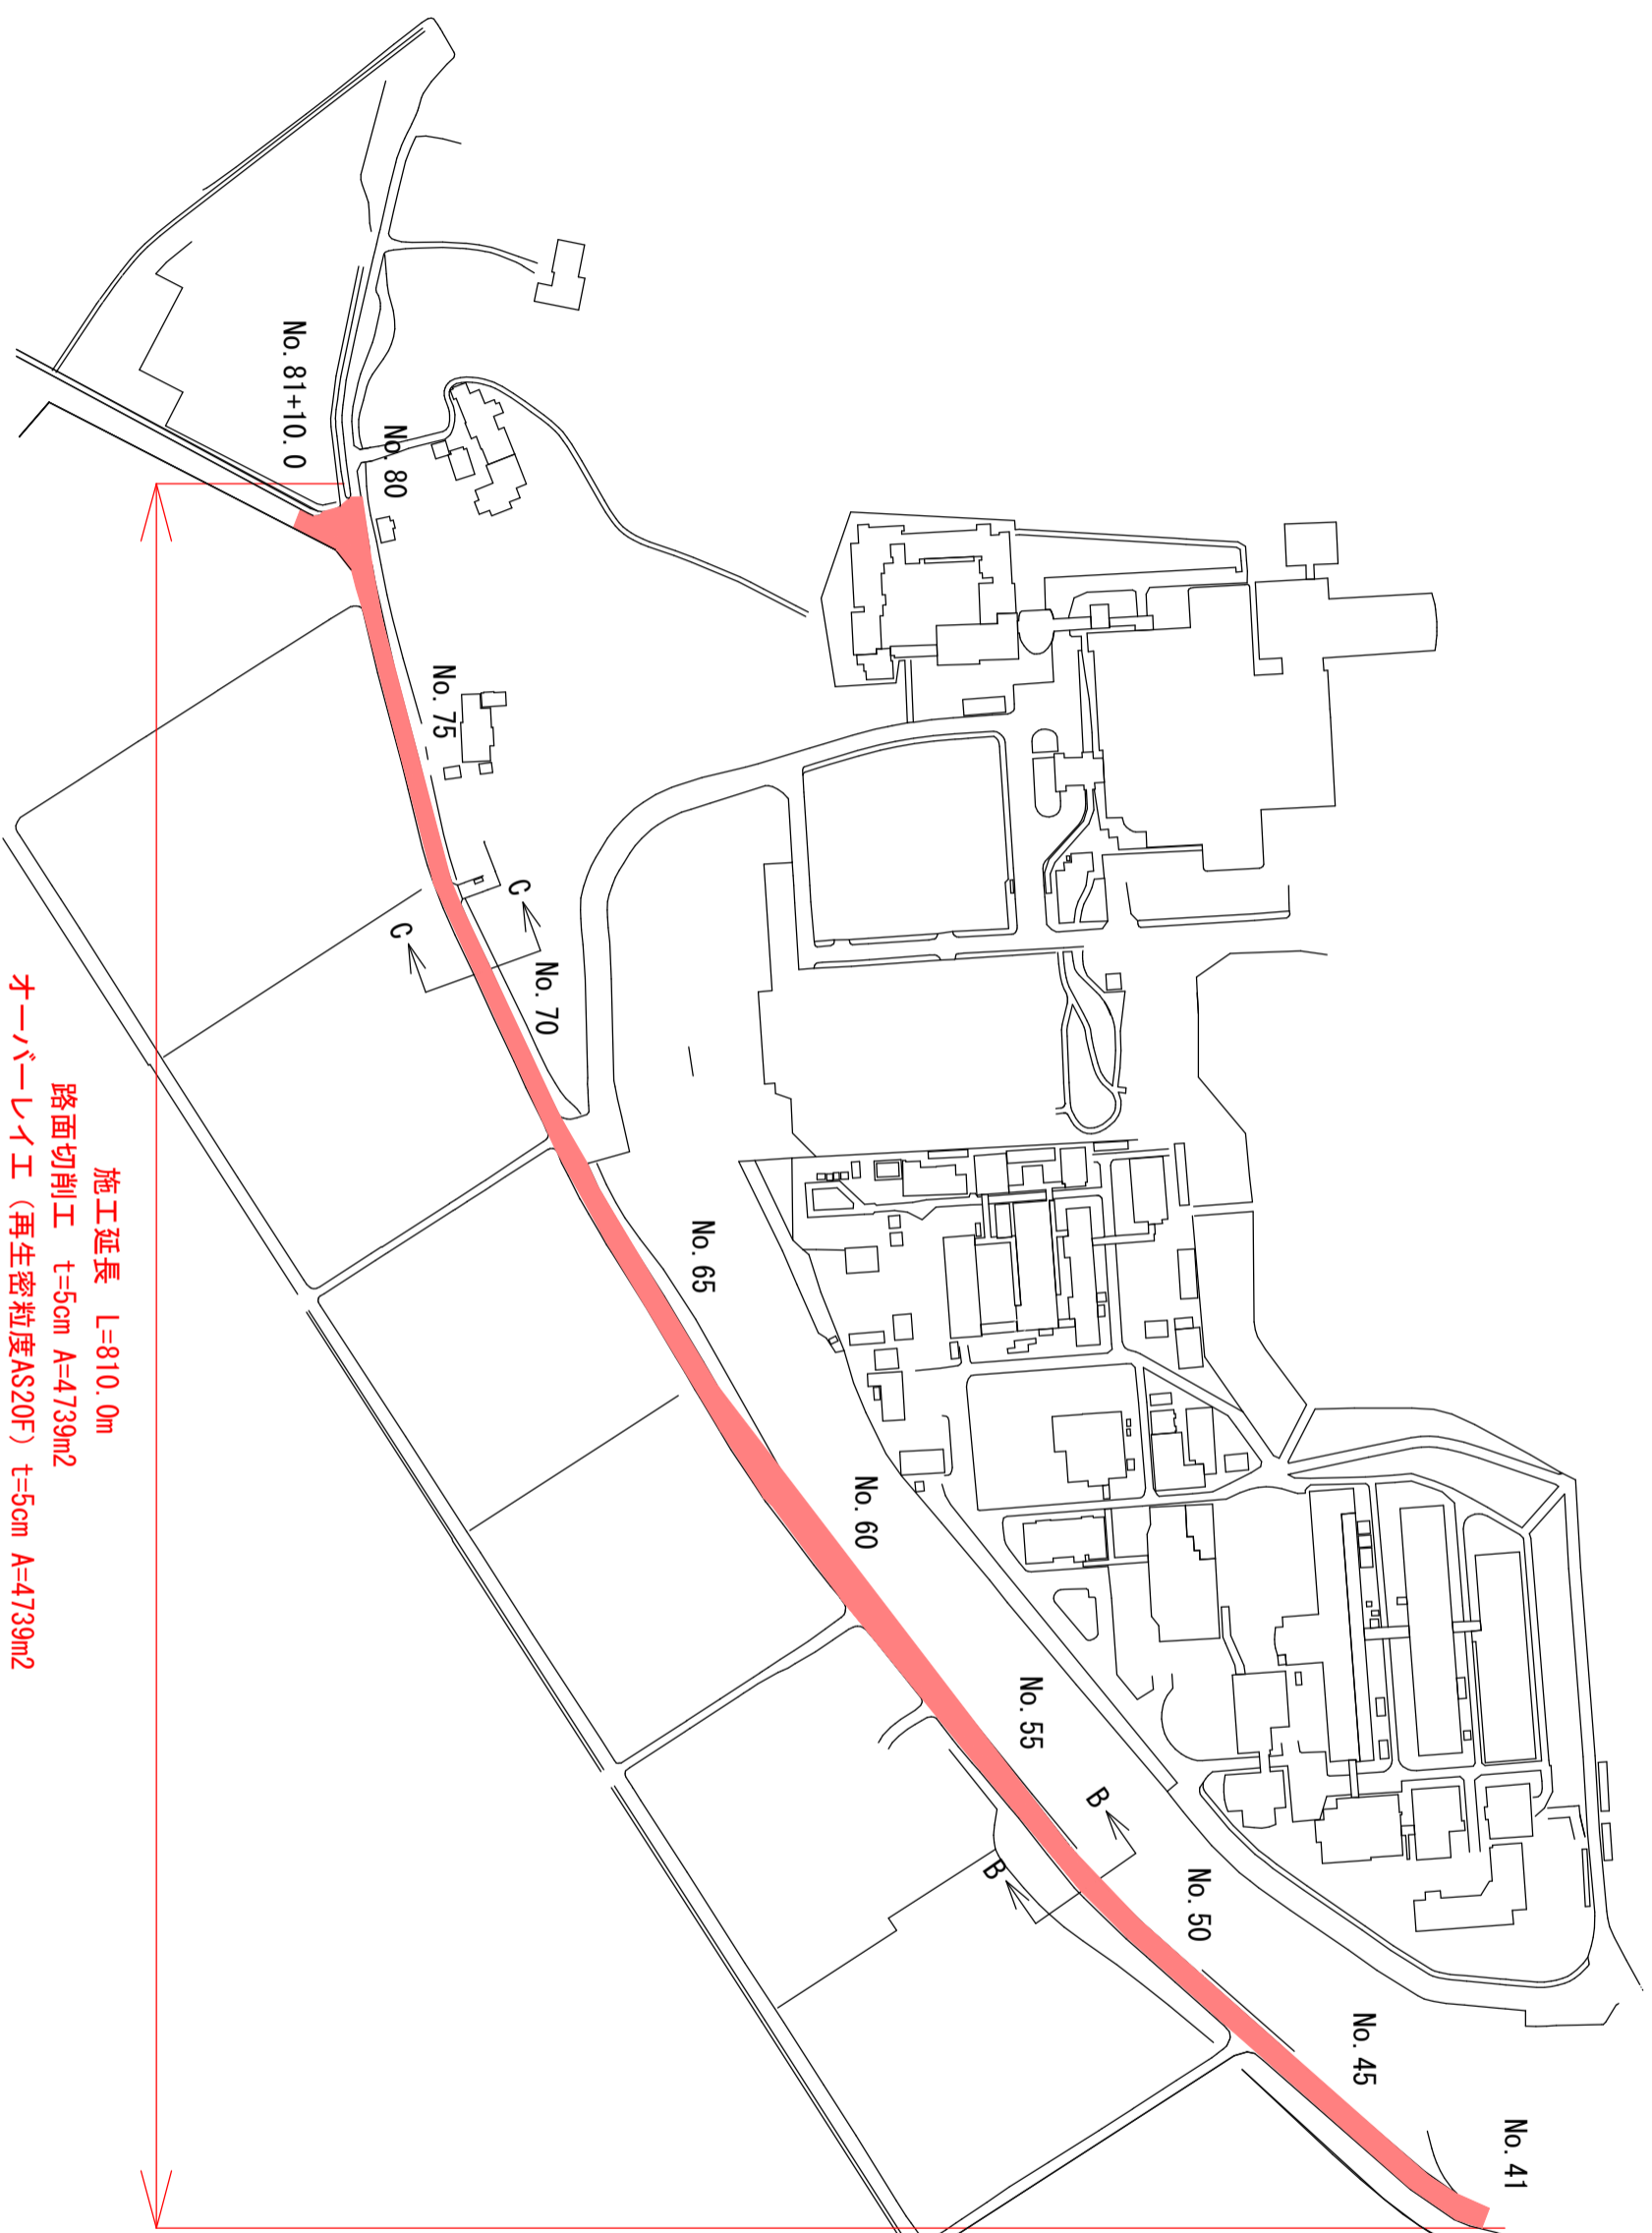 No. 81+10. 0
No. 80
No. 75
C
C
No. 70
No. 65
No. 60
No. 55
B
B
No. 50
No. 45
No. 41
施工延長 L=810.0m
路面切削工 t=5cm A=4739m2
オーバーレイエ (再生密粒度AS20F) t=5cm A=4739m2